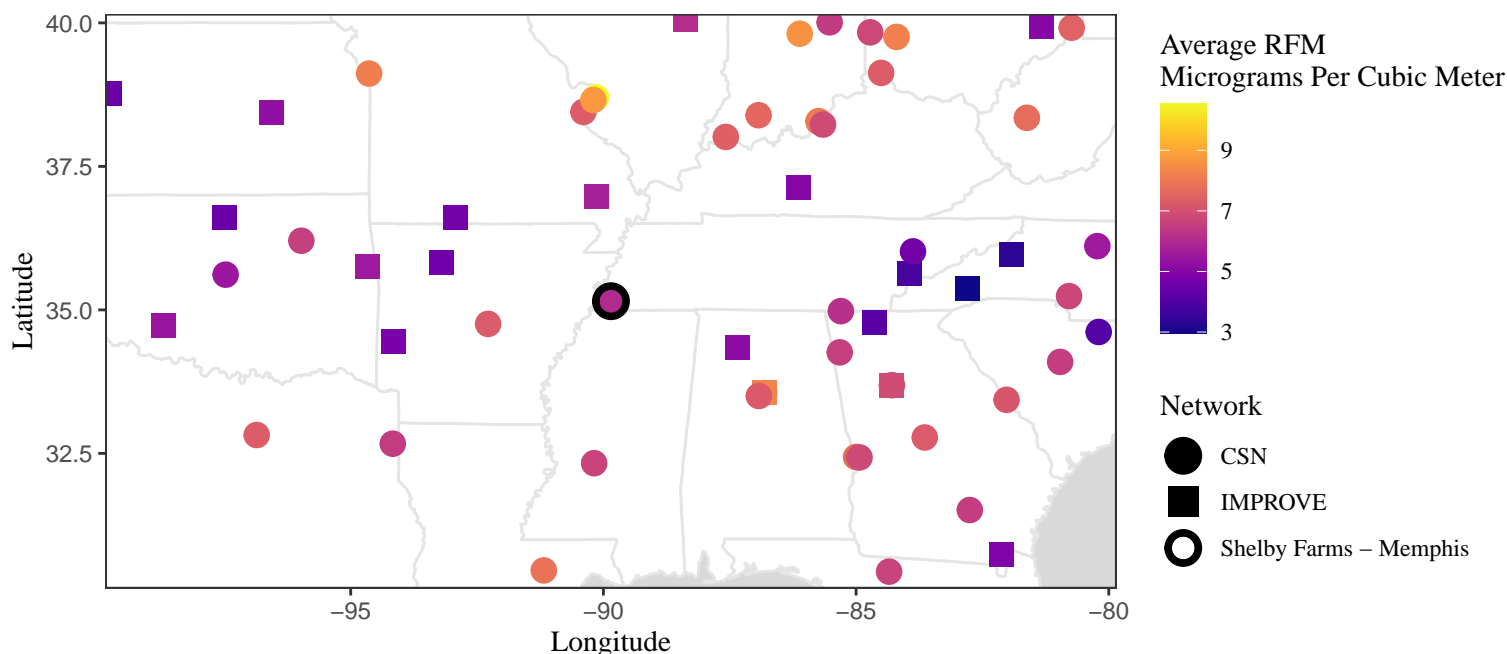 40.0
37.5
35.0
32.5
Latitude
−95
−90
−85
−80
Longitude
Average RFM
Micrograms Per Cubic Meter
9
7
5
3
Network
CSN
IMPROVE
Shelby Farms − Memphis